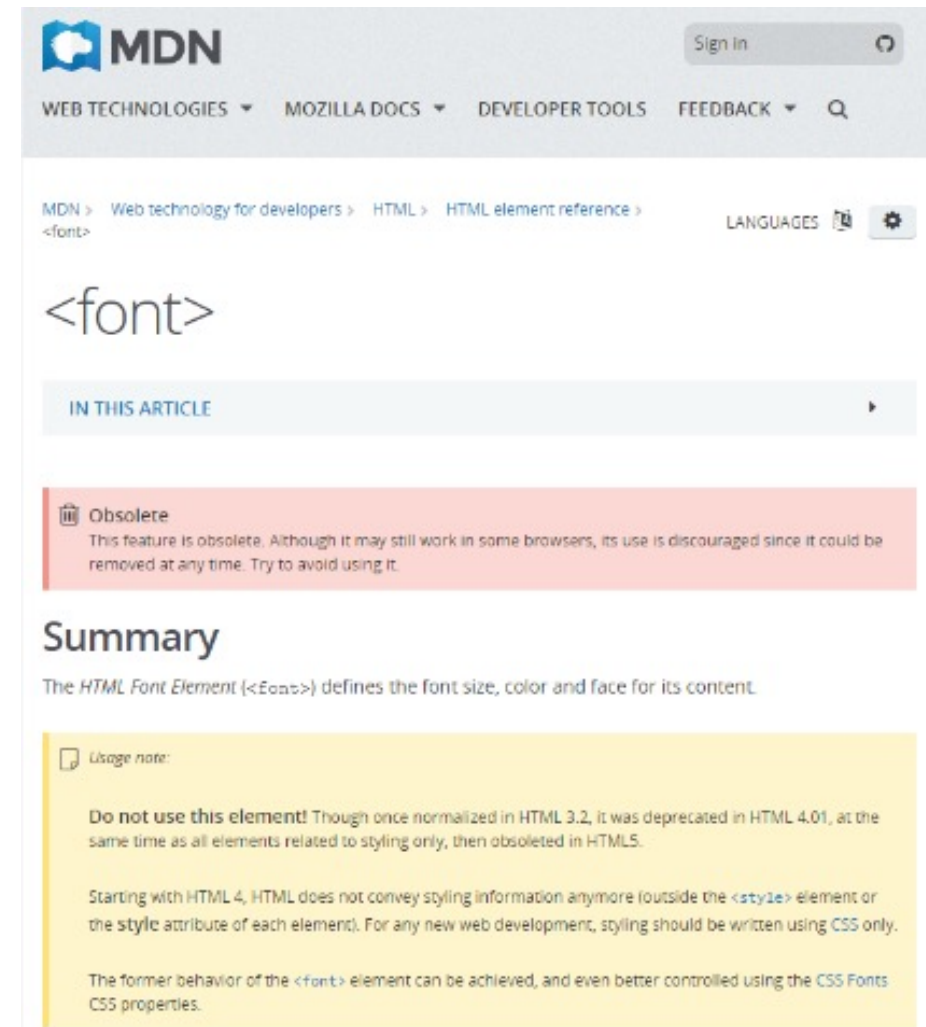 MDN
Sign in
WEB TECHNOLOGIES MOZILLA DOCS DEVELOPER TOOLS FEEDBACK
MDN > Web technology for developers > HTML > HTML element reference >
<font>
LANGUAGES
<font>
IN THIS ARTICLE
Obsolete
This feature is obsolete. Although it may still work in some browsers, its use is discouraged since it could be
removed at any time. Try to avoid using it.
Summary
The HTML Font Element (<font>) defines the font size, color and face for its content.
Usage note:
Do not use this element! Though once normalized in HTML 3.2, it was deprecated in HTML 4.01, at the
same time as all elements related to styling only, then obsoleted in HTML5.
Starting with HTML 4, HTML does not convey styling information anymore (outside the <style> element or
the style attribute of each element). For any new web development, styling should be written using CSS only.
The former behavior of the <font> element can be achieved, and even better controlled using the CSS Fonts
CSS properties.